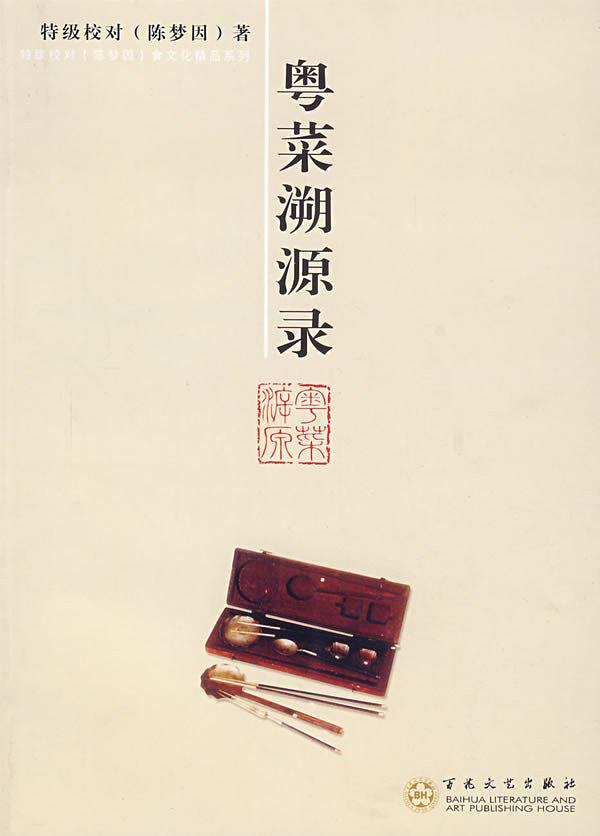 特级校对（陈梦因）著
特级校对（陈梦因）食文化精品系列
粤菜溯源录
粤菜
溯原
百花文艺出版社
BH
BAIHUA LITERATURE AND
ART PUBLISHING HOUSE